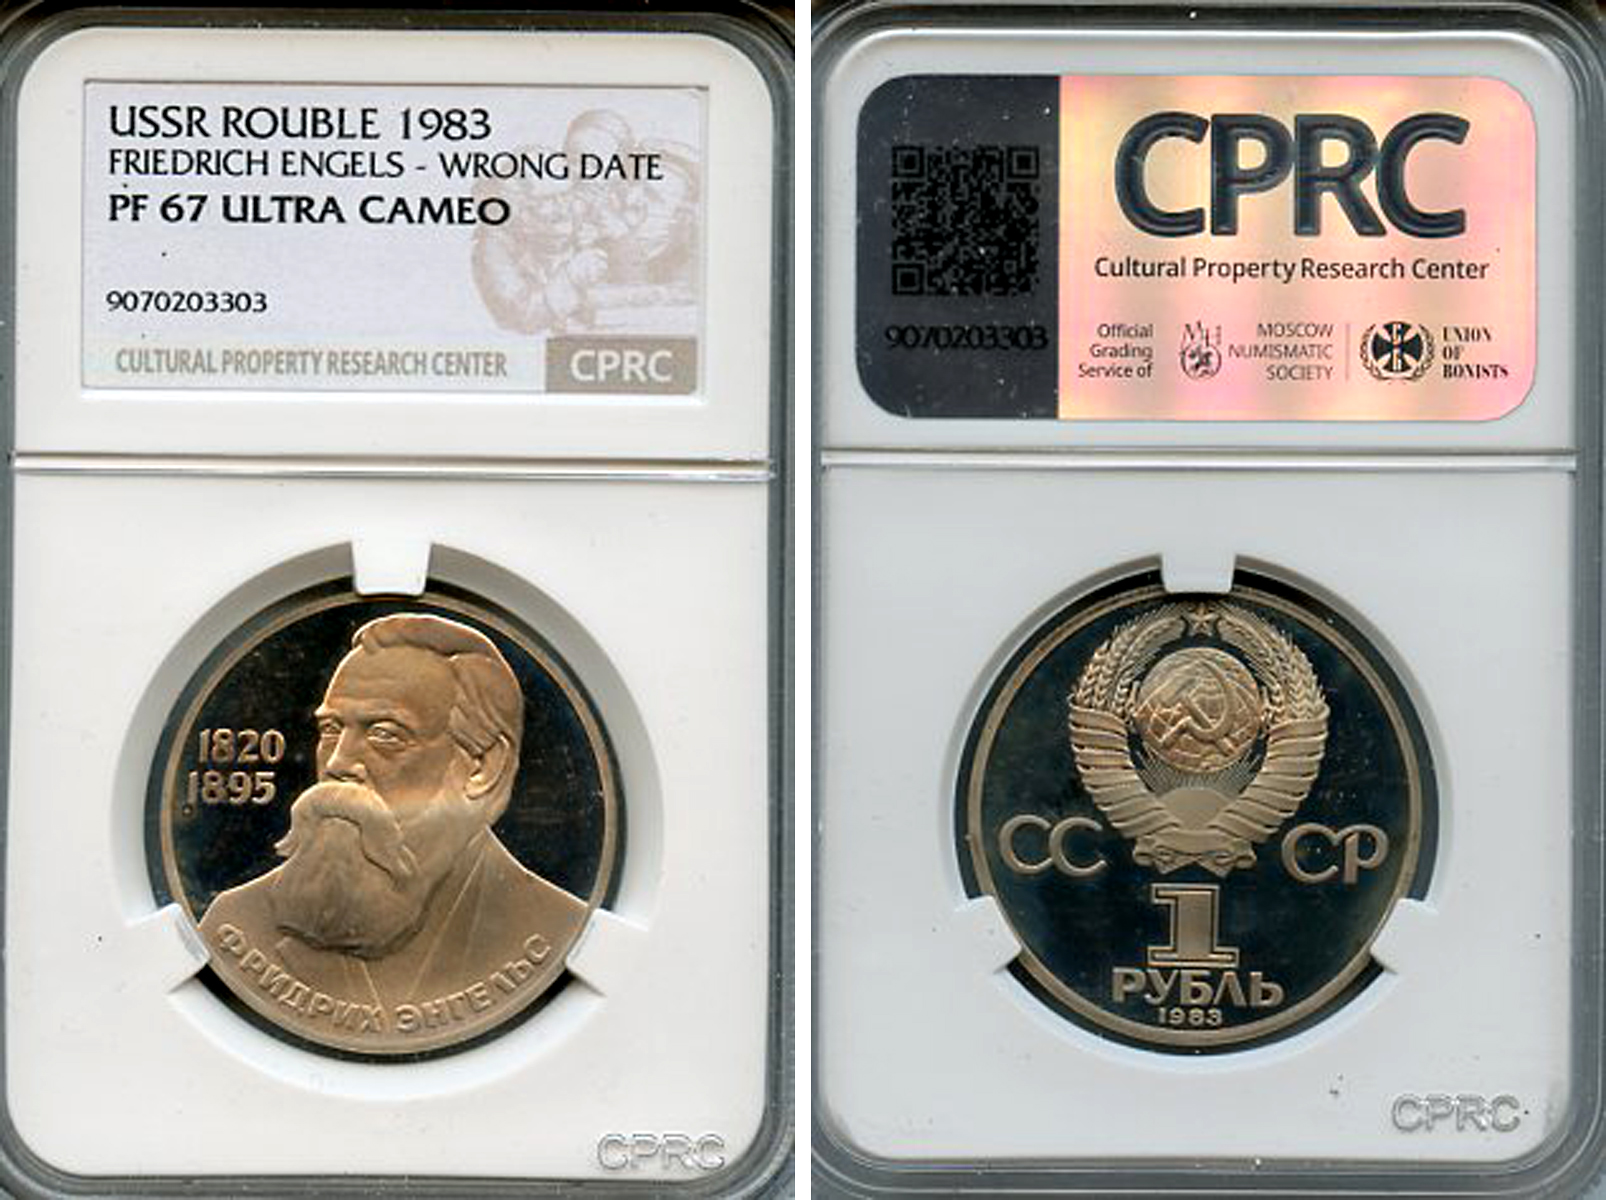 USSR ROUBLE 1983
FRIEDRICH ENGELS - WRONG DATE
PF 67 ULTRA CAMEO
9070203303
CULTURAL PROPERTY RESEARCH CENTER CPRC
1820
1895
ФРИДРИХ ЭНГЕЛЬС
CPRC
CPRC
Cultural Property Research Center
9070203303
Official
Grading
Service of
MOSCOW
NUMISMATIC
SOCIETY
UNION
OF
BONISTS
СС СР
1
РУБЛЬ
1983
CPRC